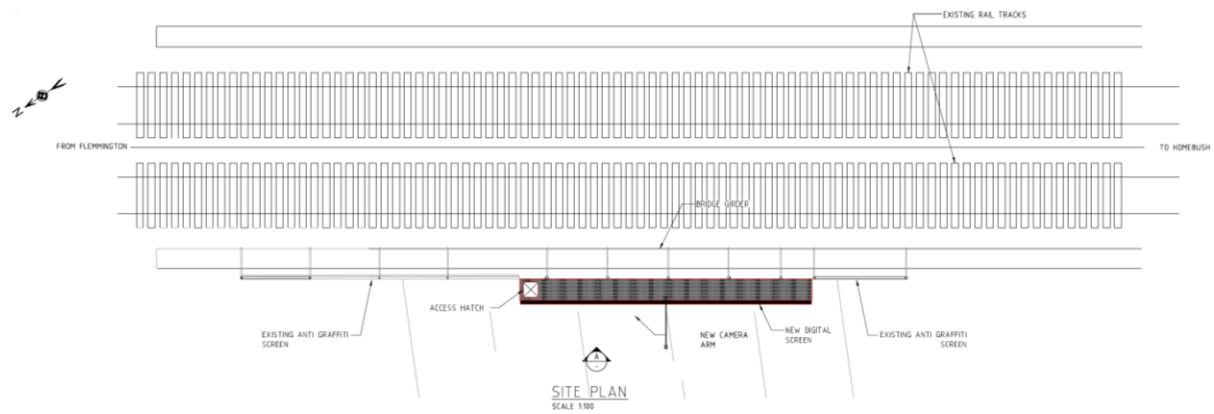 EXISTING RAIL TRACKS
N
FROM FLEMMINGTON
TO HOMEBUSH
BRIDGE GIRDER
ACCESS HATCH
EXISTING ANTI GRAFFITI
SCREEN
NEW CAMERA
ARM
NEW DIGITAL
SCREEN
EXISTING ANTI GRAFFITI
SCREEN
A
-
SITE PLAN
SCALE 1:100